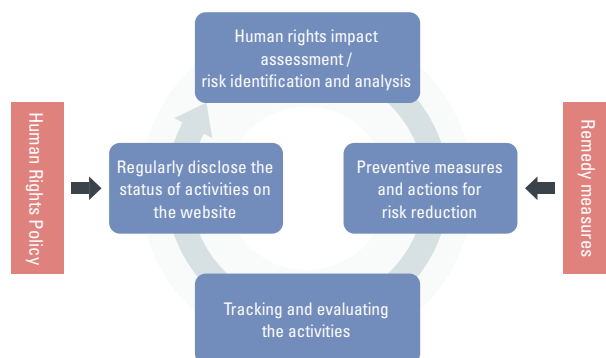 Human rights impact
assessment /
risk identification and analysis
Human Rights Policy
Regularly disclose the
status of activities on
the website
Preventive measures
and actions for
risk reduction
Remedy measures
Tracking and evaluating
the activities